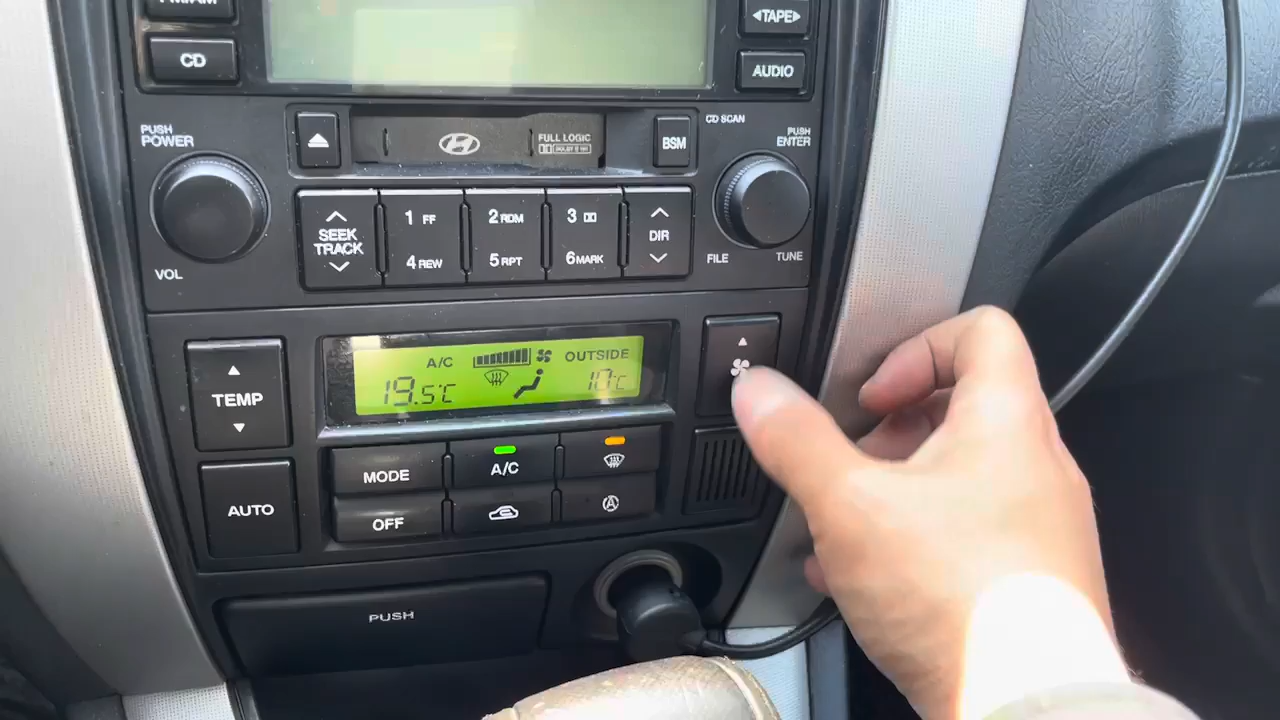 CD
◀TAPE▶
AUDIO
PUSH
POWER
FULL LOGIC
BSM
CD SCAN
PUSH
ENTER
SEEK
TRACK
1 FF
2 RDM
3
DIR
4 REW
5 RPT
6 MARK
VOL
FILE
TUNE
A/C
OUTSIDE
19.5°C
10°C
TEMP
MODE
A/C
AUTO
OFF
PUSH